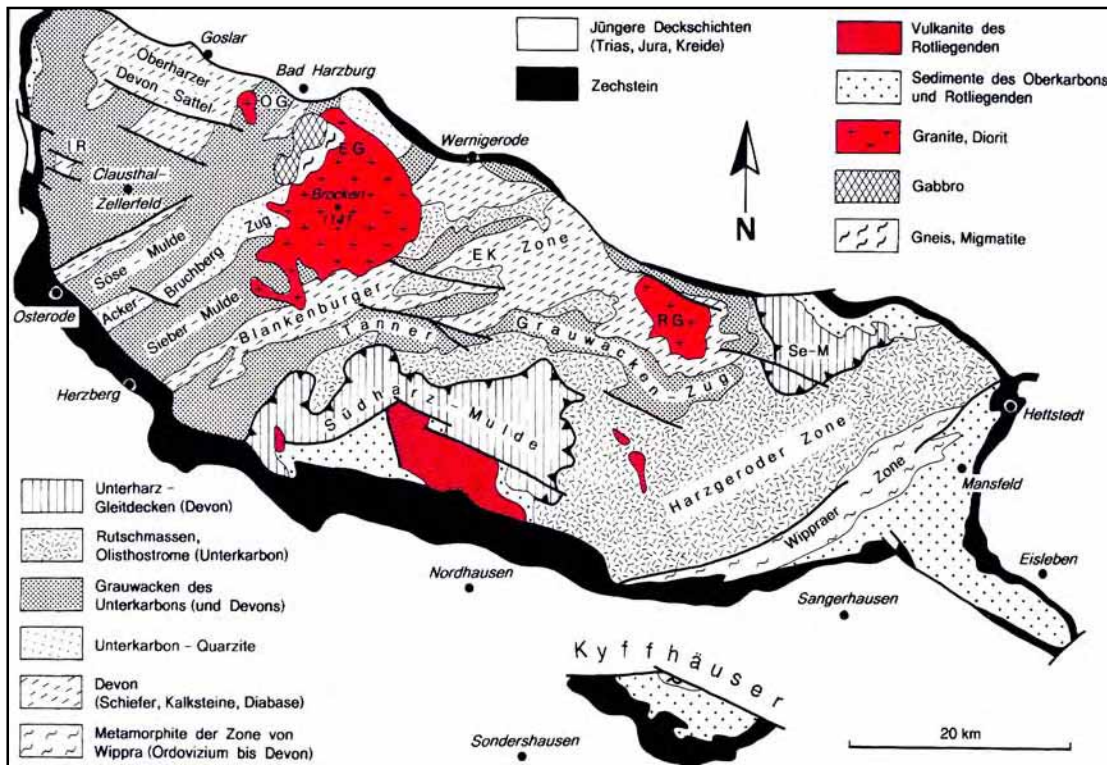 Goslar
Oberharzer
Devon Sattel
Bad Harzburg
OG
EG
IR
Clausthal-
Zellerfeld
Brocken
Wernigerode
Söse Mulde
Acker- Bruchberg Zug
Sieber-Mulde
Blankenburger Zone
EK
Tanner Grauwacken-Zug
RG
Se-M
Osterode
Herzberg
Südharz-Mulde
Harzgeroder Zone
Wippraer Zone
Hettstedt
Mansfeld
Eisleben
Nordhausen
Sangerhausen
Kyffhäuser
Sondershausen
N
20 km
Jüngere Deckschichten
(Trias, Jura, Kreide)
Zechstein
Vulkanite des
Rotliegenden
Sedimente des Oberkarbons
und Rotliegenden
Granite, Diorit
Gabbro
Gneis, Migmatite
Unterharz-
Gleitdecken (Devon)
Rutschmassen,
Olisthostrome (Unterkarbon)
Grauwacken des
Unterkarbons (und Devons)
Unterkarbon - Quarzite
Devon
(Schiefer, Kalksteine, Diabase)
Metamorphite der Zone von
Wippra (Ordovizium bis Devon)